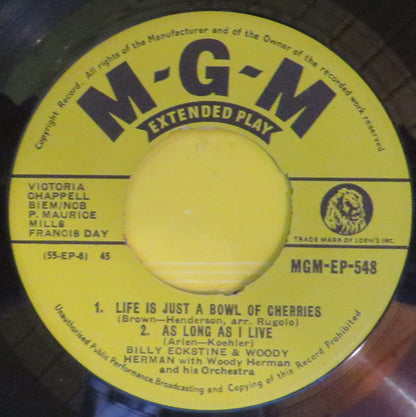 Copyright Record. All rights of the Manufacturer and of the Owner of the recorded work reserved.
M-G-M
EXTENDED PLAY
VICTORIA
CHAPPELL
BIEM/NCB
P. MAURICE
MILLS
FRANCIS DAY
TRADE MARK OF LOEW'S INC.
(55-EP-6) 45
MGM-EP-548
1. LIFE IS JUST A BOWL OF CHERRIES
(Brown—Henderson, arr. Rugolo)
2. AS LONG AS I LIVE
(Arlen—Koehler)
BILLY ECKSTINE & WOODY
HERMAN with Woody Herman
and his Orchestra
Unauthorised Public Performance, Broadcasting and Copying of this Record Prohibited